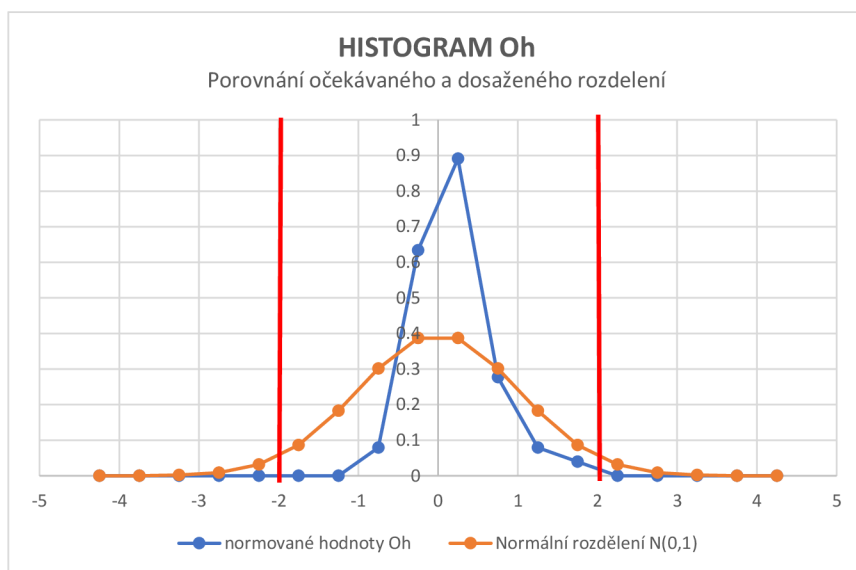 HISTOGRAM Oh
Porovnání očekávaného a dosaženého rozdelení
1
0.9
0.8
0.7
0.6
0.5
0.4
0.3
0.2
0.1
0
-5 -4 -3 -2 -1 0 1 2 3 4 5
normované hodnoty Oh Normální rozdělení N(0,1)